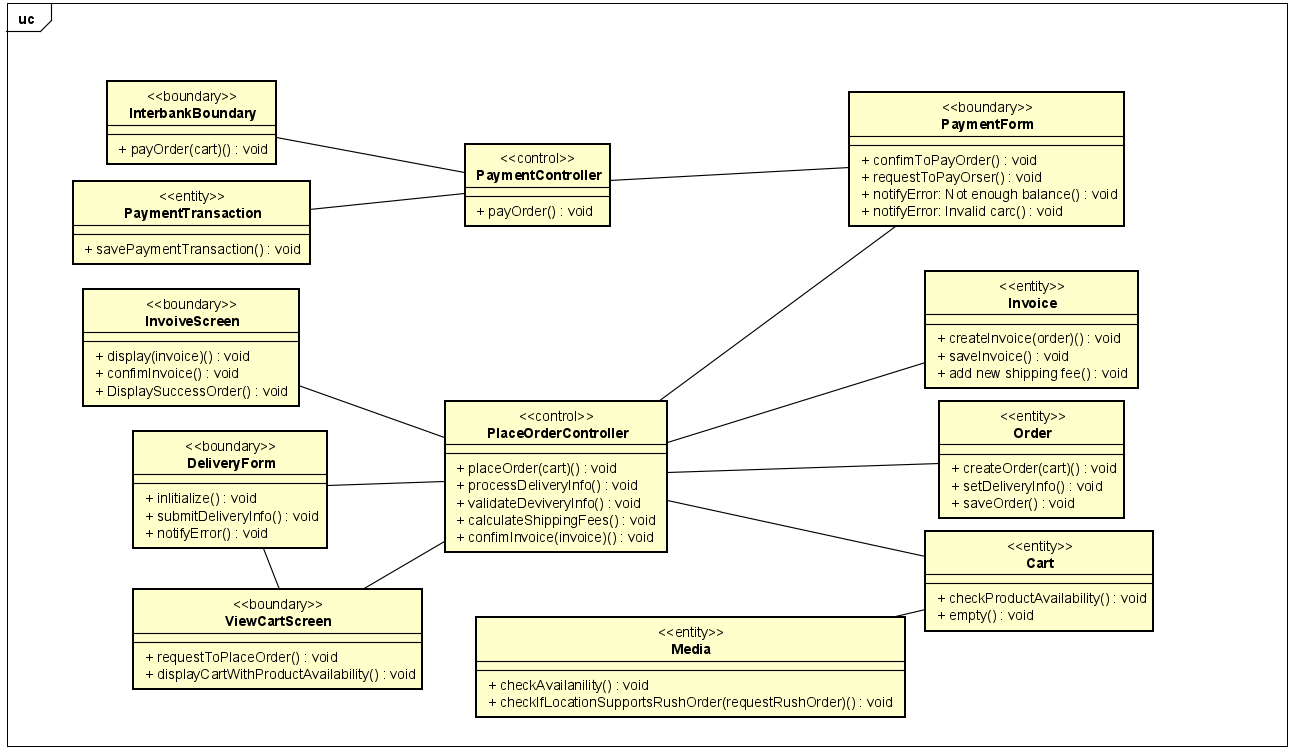 uc
<<boundary>>
InterbankBoundary
+ payOrder(cart)() : void
<<entity>>
PaymentTransaction
+ savePaymentTransaction() : void
<<control>>
PaymentController
+ payOrder() : void
<<boundary>>
PaymentForm
+ confimToPayOrder() : void
+ requestToPayOrser() : void
+ notifyError: Not enough balance() : void
+ notifyError: Invalid carc() : void
<<boundary>>
InvoiveScreen
+ display(invoice)() : void
+ confimInvoice() : void
+ DisplaySuccessOrder() : void
<<entity>>
Invoice
+ createInvoice(order)() : void
+ saveInvoice() : void
+ add new shipping fee() : void
<<control>>
PlaceOrderController
+ placeOrder(cart)() : void
+ processDeliveryInfo() : void
+ validateDeviveryInfo() : void
+ calculateShippingFees() : void
+ confimInvoice(invoice)() : void
<<entity>>
Order
+ createOrder(cart)() : void
+ setDeliveryInfo() : void
+ saveOrder() : void
<<boundary>>
DeliveryForm
+ inlitialize() : void
+ submitDeliveryInfo() : void
+ notifyError() : void
<<entity>>
Cart
+ checkProductAvailability() : void
+ empty() : void
<<boundary>>
ViewCartScreen
+ requestToPlaceOrder() : void
+ displayCartWithProductAvailability() : void
<<entity>>
Media
+ checkAvailanility() : void
+ checkIfLocationSupportsRushOrder(requestRushOrder)() : void